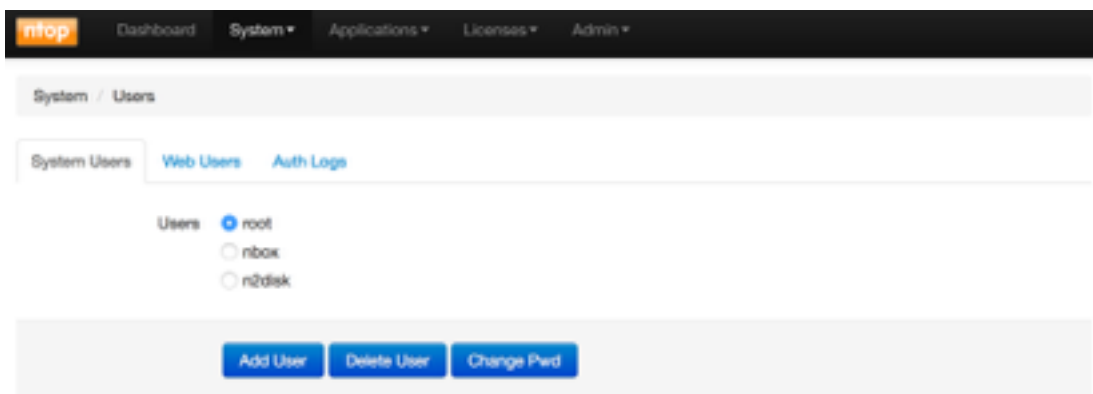 ntop Dashboard System Applications Licenses Admin
System / Users
System Users Web Users Auth Logs
Users root
nbox
n2disk
Add User Delete User Change Pwd